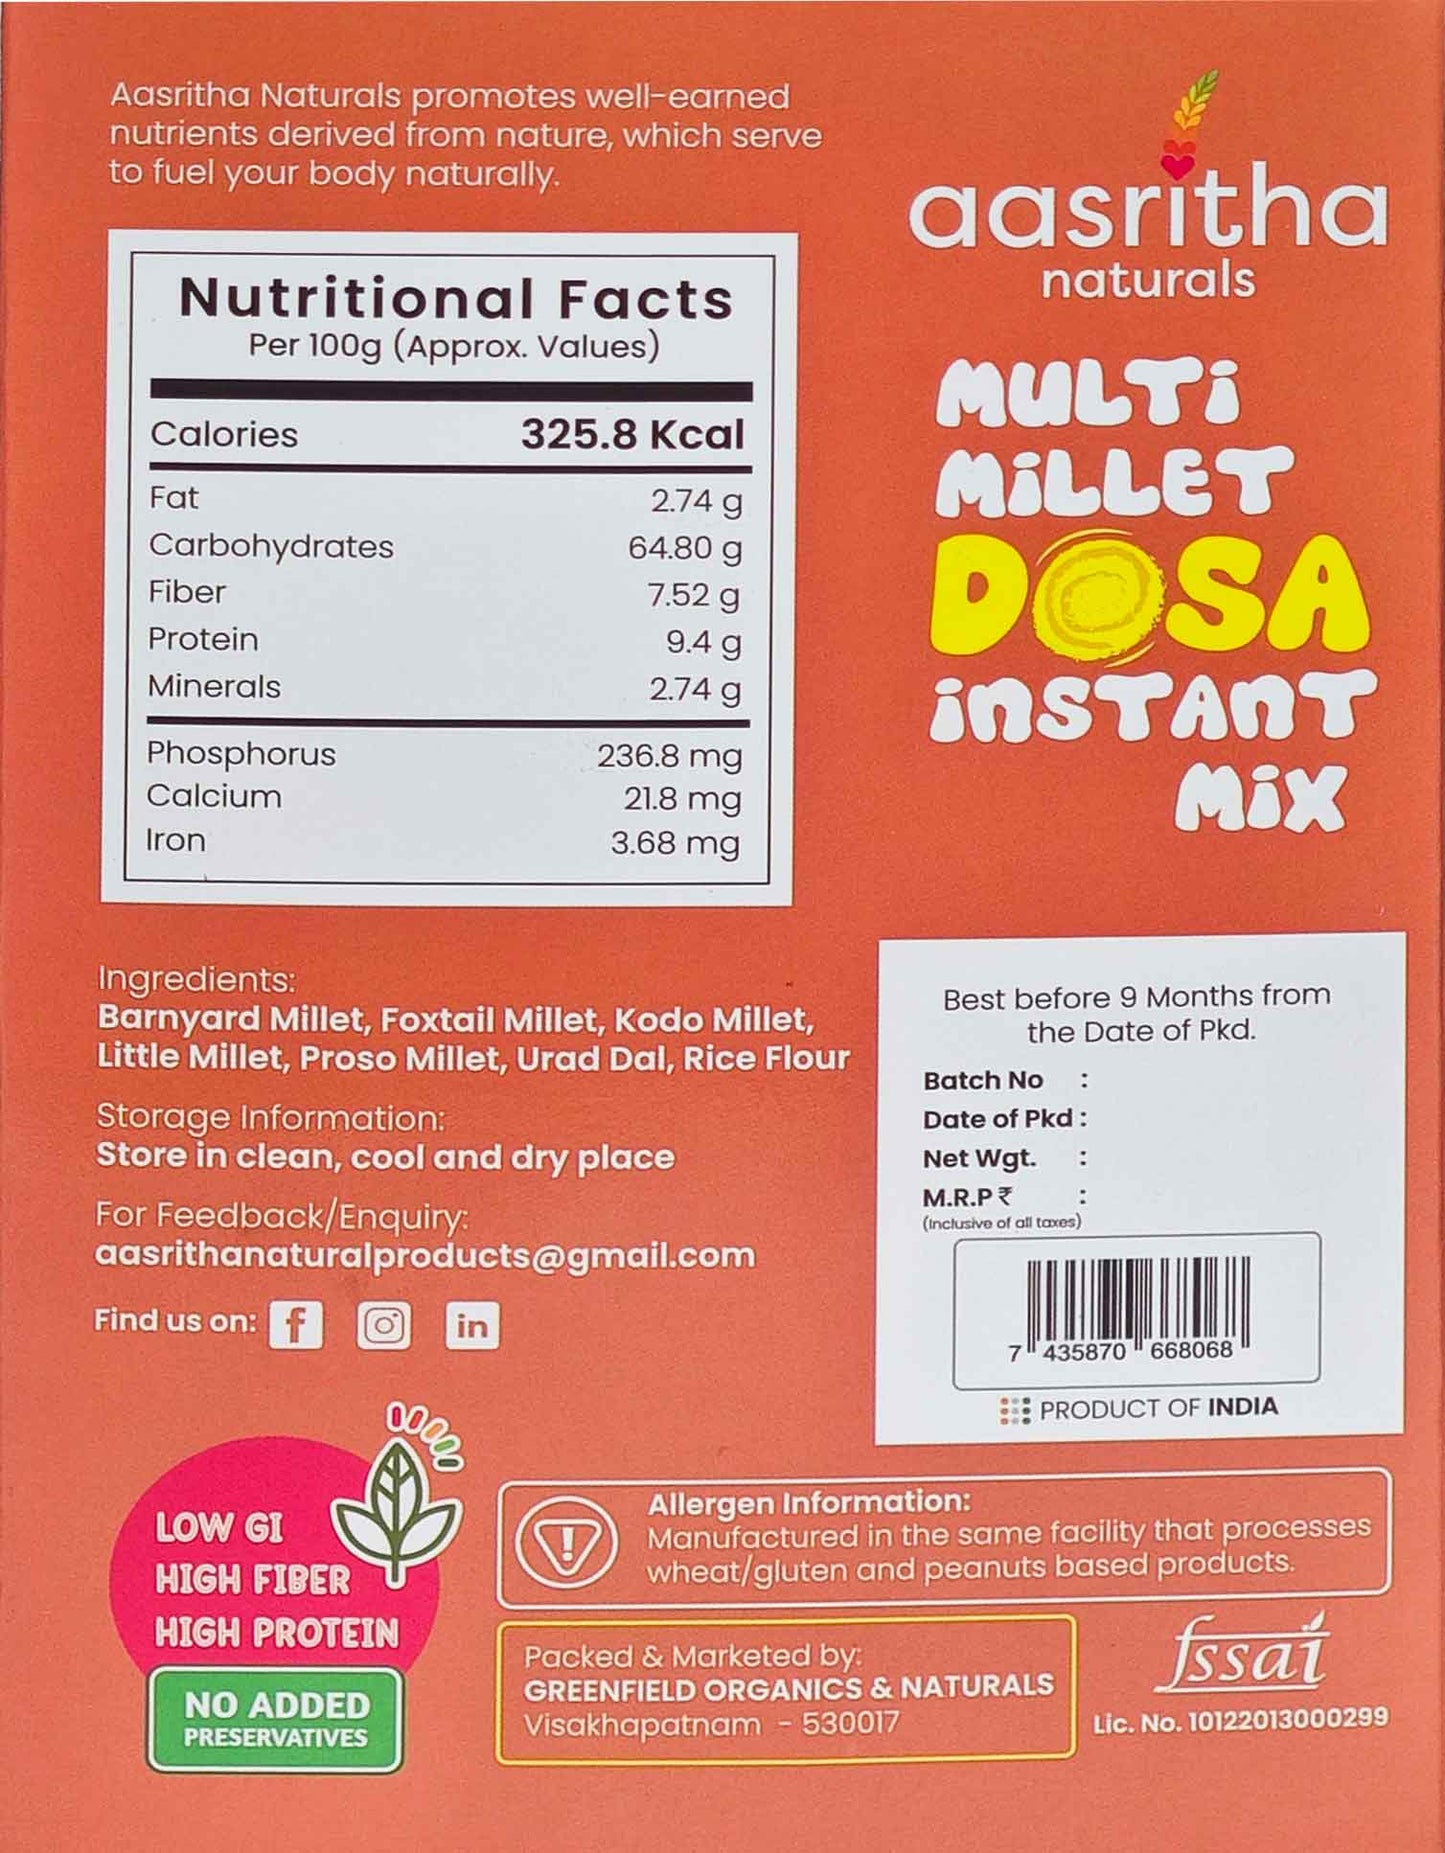 Aasritha Naturals promotes well-earned
nutrients derived from nature, which serve
to fuel your body naturally.
aasritha
naturals
MULTI
MILLET
DOSA
INSTANT
MIX
Nutritional Facts
Per 100g (Approx. Values)
Calories 325.8 Kcal
Fat 2.74 g
Carbohydrates 64.80 g
Fiber 7.52 g
Protein 9.4 g
Minerals 2.74 g
Phosphorus 236.8 mg
Calcium 21.8 mg
Iron 3.68 mg
Ingredients:
Barnyard Millet, Foxtail Millet, Kodo Millet,
Little Millet, Proso Millet, Urad Dal, Rice Flour
Storage Information:
Store in clean, cool and dry place
For Feedback/Enquiry:
aasrithanaturalproducts@gmail.com
Find us on: f in
Best before 9 Months from
the Date of Pkd.
Batch No :
Date of Pkd :
Net Wgt. :
M.R.P ₹ :
(Inclusive of all taxes)
7 435870 668068
PRODUCT OF INDIA
LOW GI
HIGH FIBER
HIGH PROTEIN
NO ADDED
PRESERVATIVES
Allergen Information:
Manufactured in the same facility that processes
wheat/gluten and peanuts based products.
Packed & Marketed by:
GREENFIELD ORGANICS & NATURALS
Visakhapatnam - 530017
fssai
Lic. No. 10122013000299